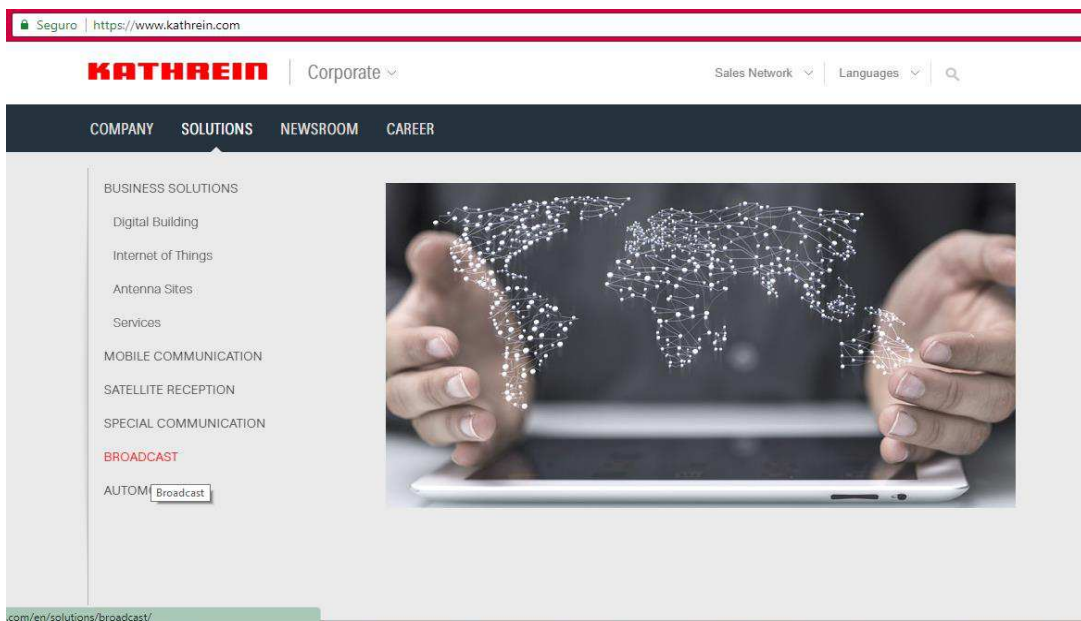 Seguro | https://www.kathrein.com
KATHREIN Corporate Sales Network Languages
COMPANY SOLUTIONS NEWSROOM CAREER
BUSINESS SOLUTIONS
Digital Building
Internet of Things
Antenna Sites
Services
MOBILE COMMUNICATION
SATELLITE RECEPTION
SPECIAL COMMUNICATION
BROADCAST
AUTOM
Broadcast
.com/en/solutions/broadcast/